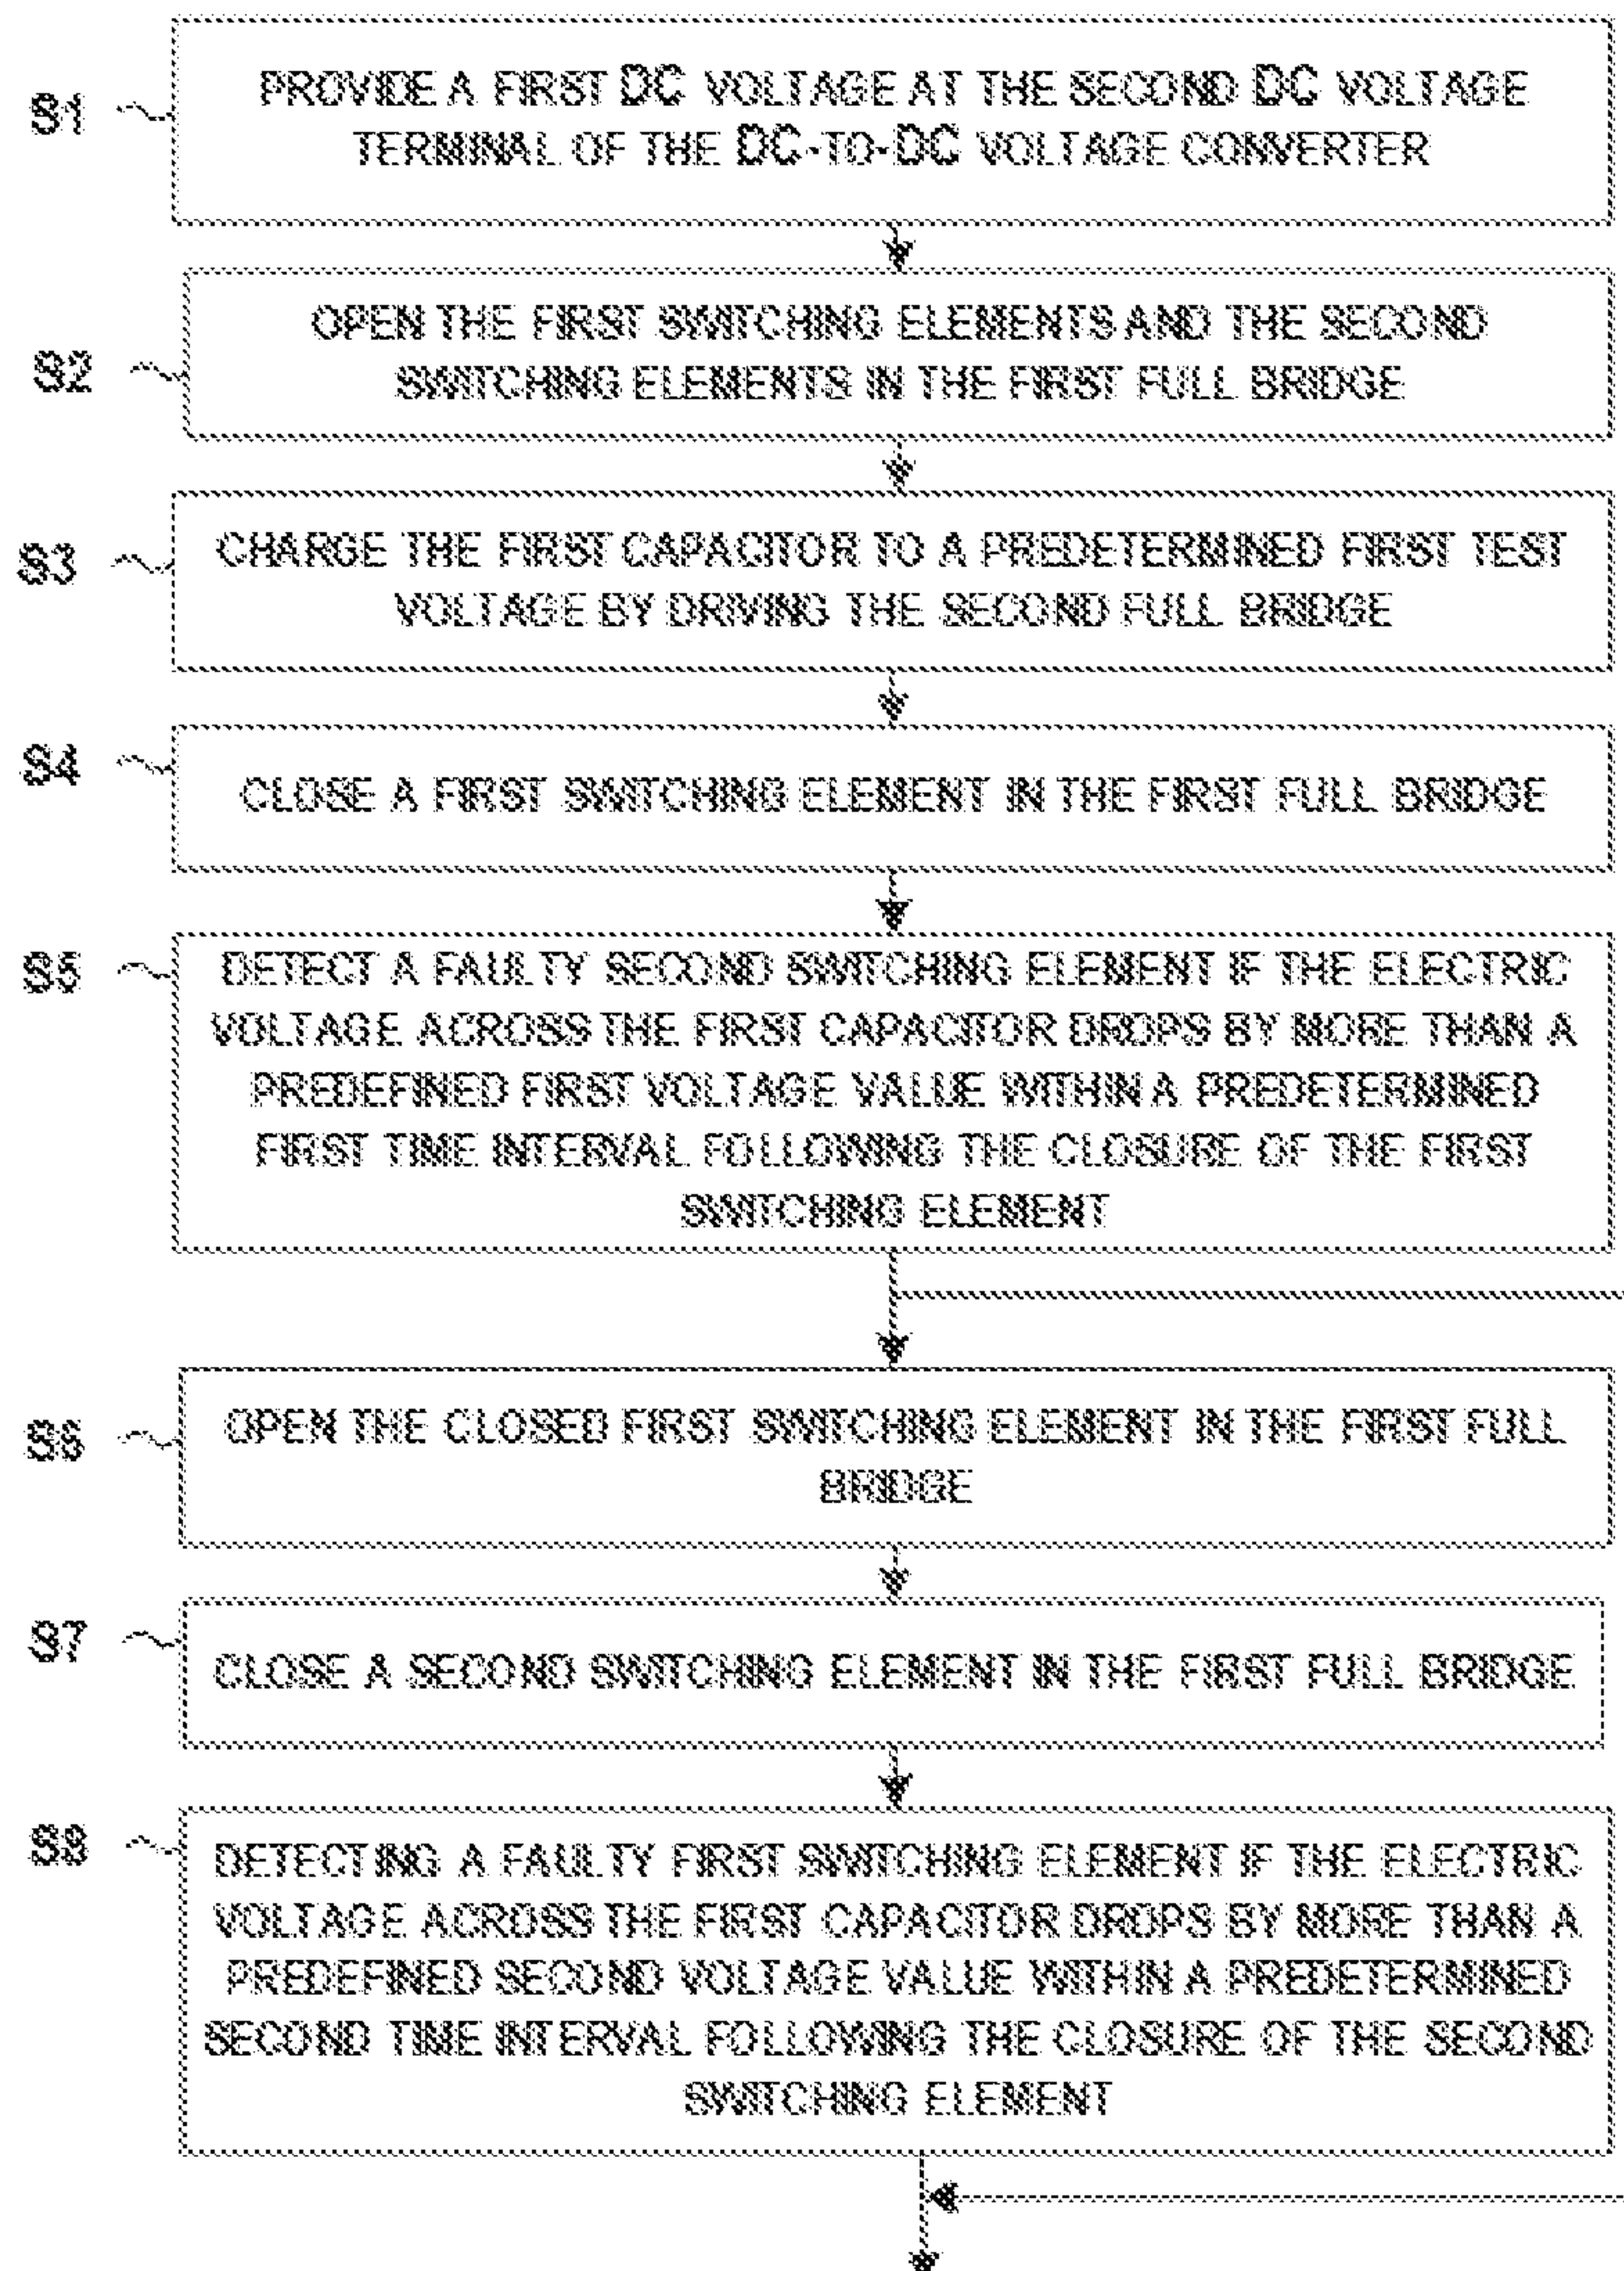 S1
PROVIDE A FIRST DC VOLTAGE AT THE SECOND DC VOLTAGE
TERMINAL OF THE DC-TO-DC VOLTAGE CONVERTER
S2
OPEN THE FIRST SWITCHING ELEMENTS AND THE SECOND
SWITCHING ELEMENTS IN THE FIRST FULL BRIDGE
S3
CHARGE THE FIRST CAPACITOR TO A PREDETERMINED FIRST TEST
VOLTAGE BY DRIVING THE SECOND FULL BRIDGE
S4
CLOSE A FIRST SWITCHING ELEMENT IN THE FIRST FULL BRIDGE
S5
DETECT A FAULTY SECOND SWITCHING ELEMENT IF THE ELECTRIC
VOLTAGE ACROSS THE FIRST CAPACITOR DROPS BY MORE THAN A
PREDEFINED FIRST VOLTAGE VALUE WITHIN A PREDETERMINED
FIRST TIME INTERVAL FOLLOWING THE CLOSURE OF THE FIRST
SWITCHING ELEMENT
S6
OPEN THE CLOSED FIRST SWITCHING ELEMENT IN THE FIRST FULL
BRIDGE
S7
CLOSE A SECOND SWITCHING ELEMENT IN THE FIRST FULL BRIDGE
S8
DETECTING A FAULTY FIRST SWITCHING ELEMENT IF THE ELECTRIC
VOLTAGE ACROSS THE FIRST CAPACITOR DROPS BY MORE THAN A
PREDEFINED SECOND VOLTAGE VALUE WITHIN A PREDETERMINED
SECOND TIME INTERVAL FOLLOWING THE CLOSURE OF THE SECOND
SWITCHING ELEMENT